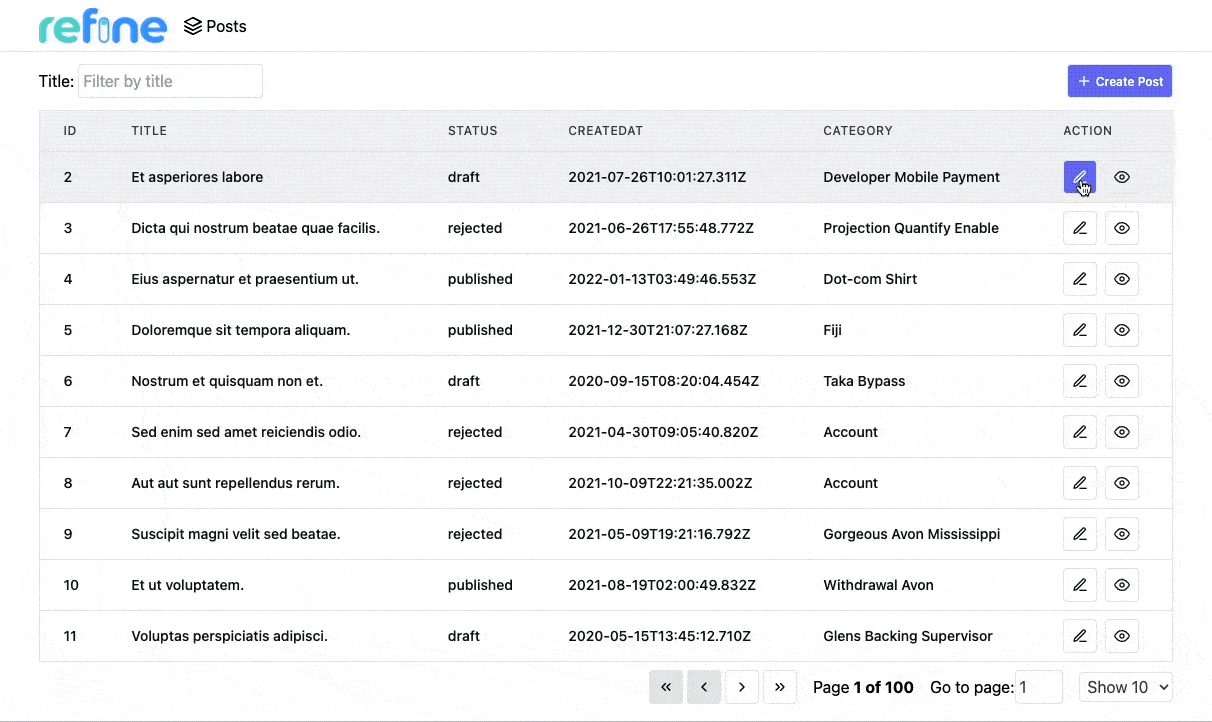 refine Posts
Title: Filter by title + Create Post
ID TITLE STATUS CREATEDAT CATEGORY ACTION
2 Et asperiores labore draft 2021-07-26T10:01:27.311Z Developer Mobile Payment
3 Dicta qui nostrum beatae quae facilis. rejected 2021-06-26T17:55:48.772Z Projection Quantify Enable
4 Eius aspernatur et praesentium ut. published 2022-01-13T03:49:46.553Z Dot-com Shirt
5 Doloremque sit tempora aliquam. published 2021-12-30T21:07:27.168Z Fiji
6 Nostrum et quisquam non et. draft 2020-09-15T08:20:04.454Z Taka Bypass
7 Sed enim sed amet reiciendis odio. rejected 2021-04-30T09:05:40.820Z Account
8 Aut aut sunt repellendus rerum. rejected 2021-10-09T22:21:35.002Z Account
9 Suscipit magni velit sed beatae. rejected 2021-05-09T19:21:16.792Z Gorgeous Avon Mississippi
10 Et ut voluptatem. published 2021-08-19T02:00:49.832Z Withdrawal Avon
11 Voluptas perspiciatis adipisci. draft 2020-05-15T13:45:12.710Z Glens Backing Supervisor
« ‹ › » Page 1 of 100 Go to page: 1 Show 10